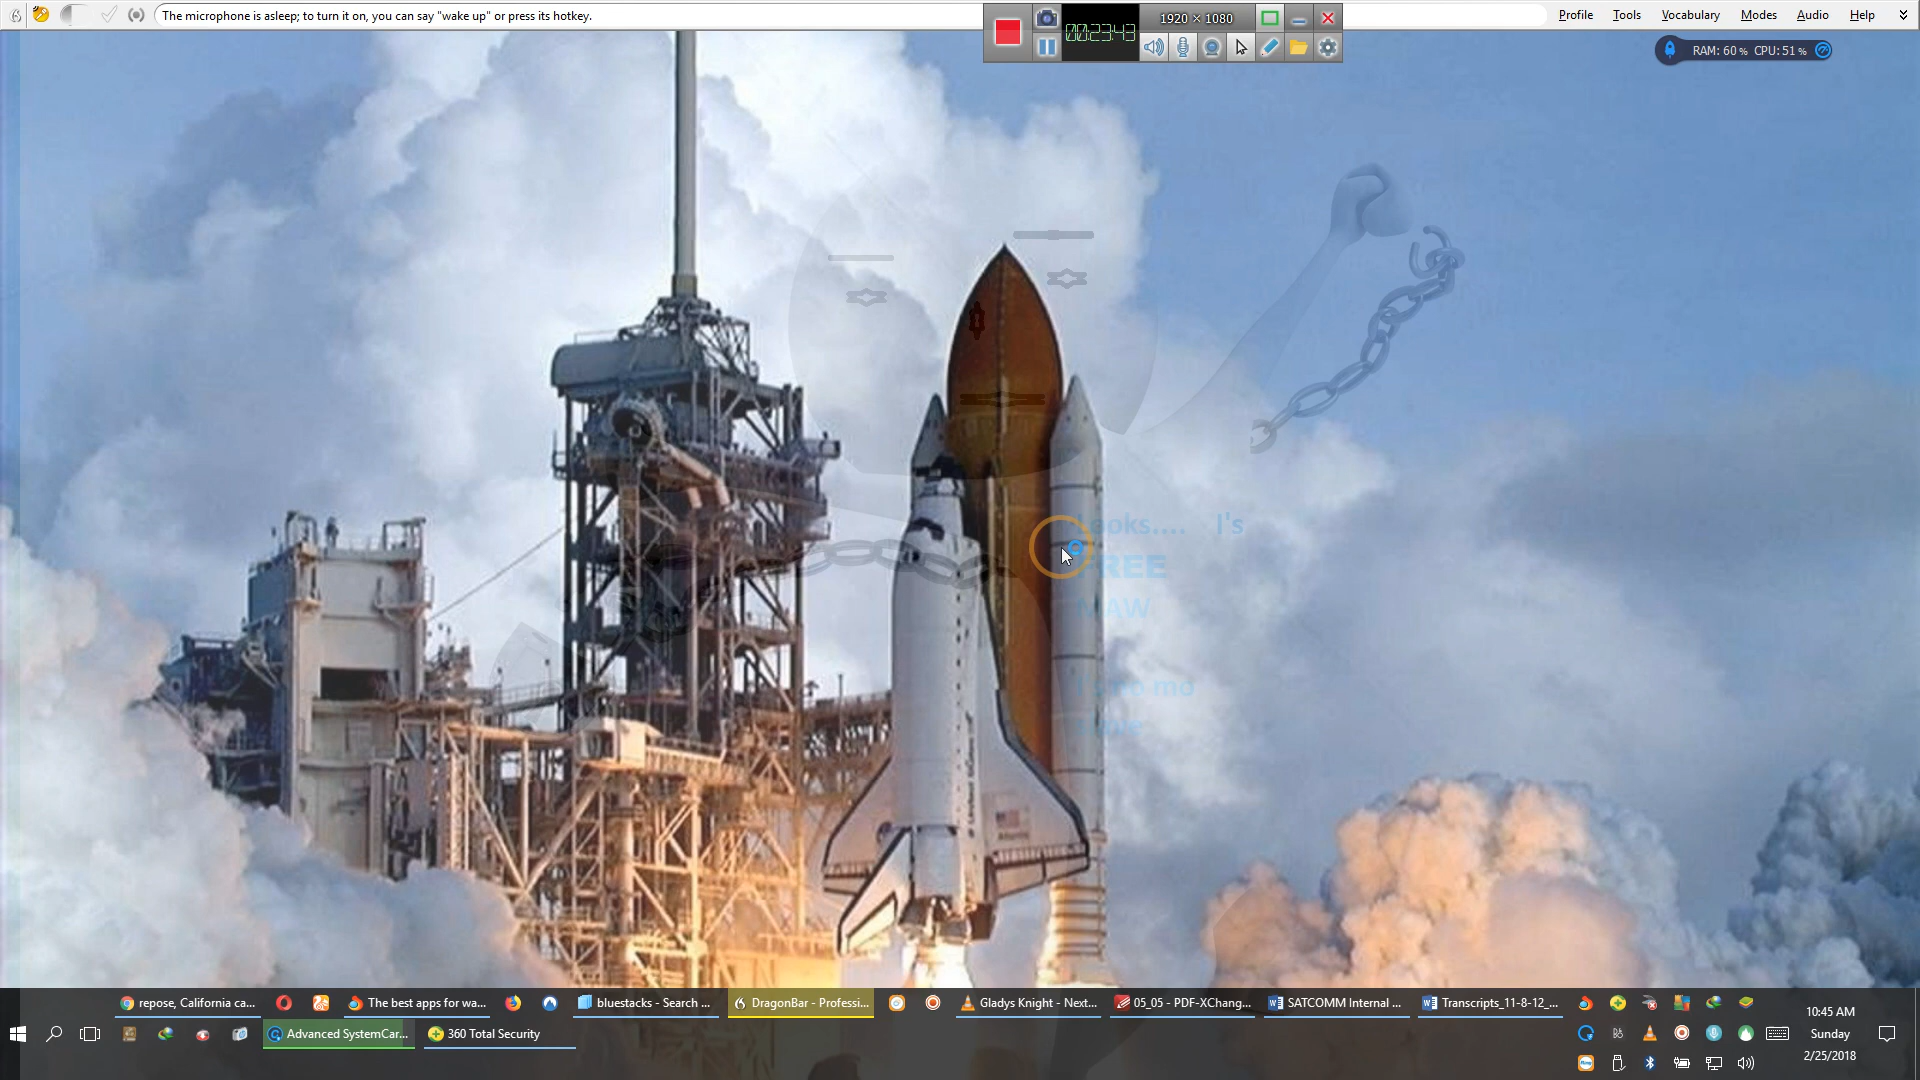 The microphone is asleep; to turn it on, you can say "wake up" or press its hotkey.
00:23:43
1920 × 1080
Profile Tools Vocabulary Modes Audio Help
RAM: 60 % CPU: 51 %
I's
FREE
MAW
mo
repose, California ca...
The best apps for wa...
bluestacks - Search ...
DragonBar - Professi...
Gladys Knight - Next...
05_05 - PDF-XChang...
SATCOMM Internal ...
Transcripts_11-8-12_...
Advanced SystemCar...
360 Total Security
10:45 AM
Sunday
2/25/2018